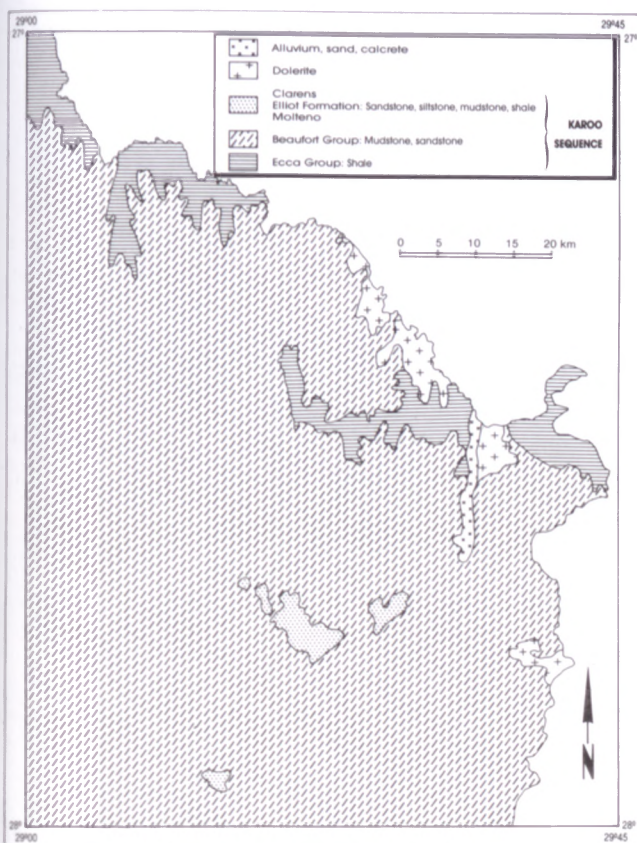 29°00
29°45
27°
27°
Alluvium, sand, calcrete
Dolerite
Clarens
Elliot Formation: Sandstone, siltstone, mudstone, shale
Molteno
Beaufort Group: Mudstone, sandstone
Ecca Group: Shale
KAROO
SEQUENCE
0 5 10 15 20 km
N
28°
28°
29°00
29°45